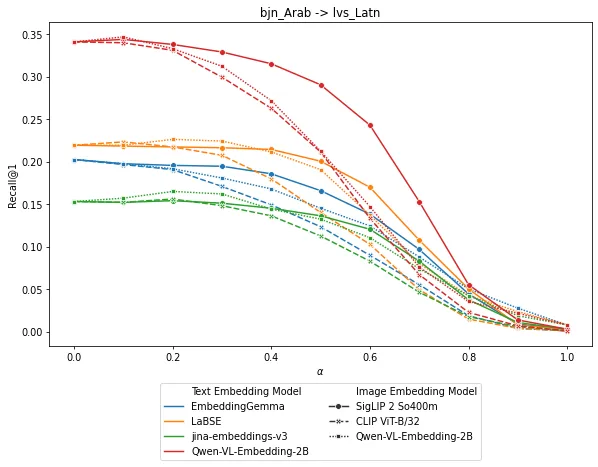 bjn_Arab -> lvs_Latn
Recall@1
0.35
0.30
0.25
0.20
0.15
0.10
0.05
0.00
0.0 0.2 0.4 0.6 0.8 1.0
α
Text Embedding Model
EmbeddingGemma
LaBSE
jina-embeddings-v3
Qwen-VL-Embedding-2B
Image Embedding Model
SigLIP 2 So400m
CLIP ViT-B/32
Qwen-VL-Embedding-2B